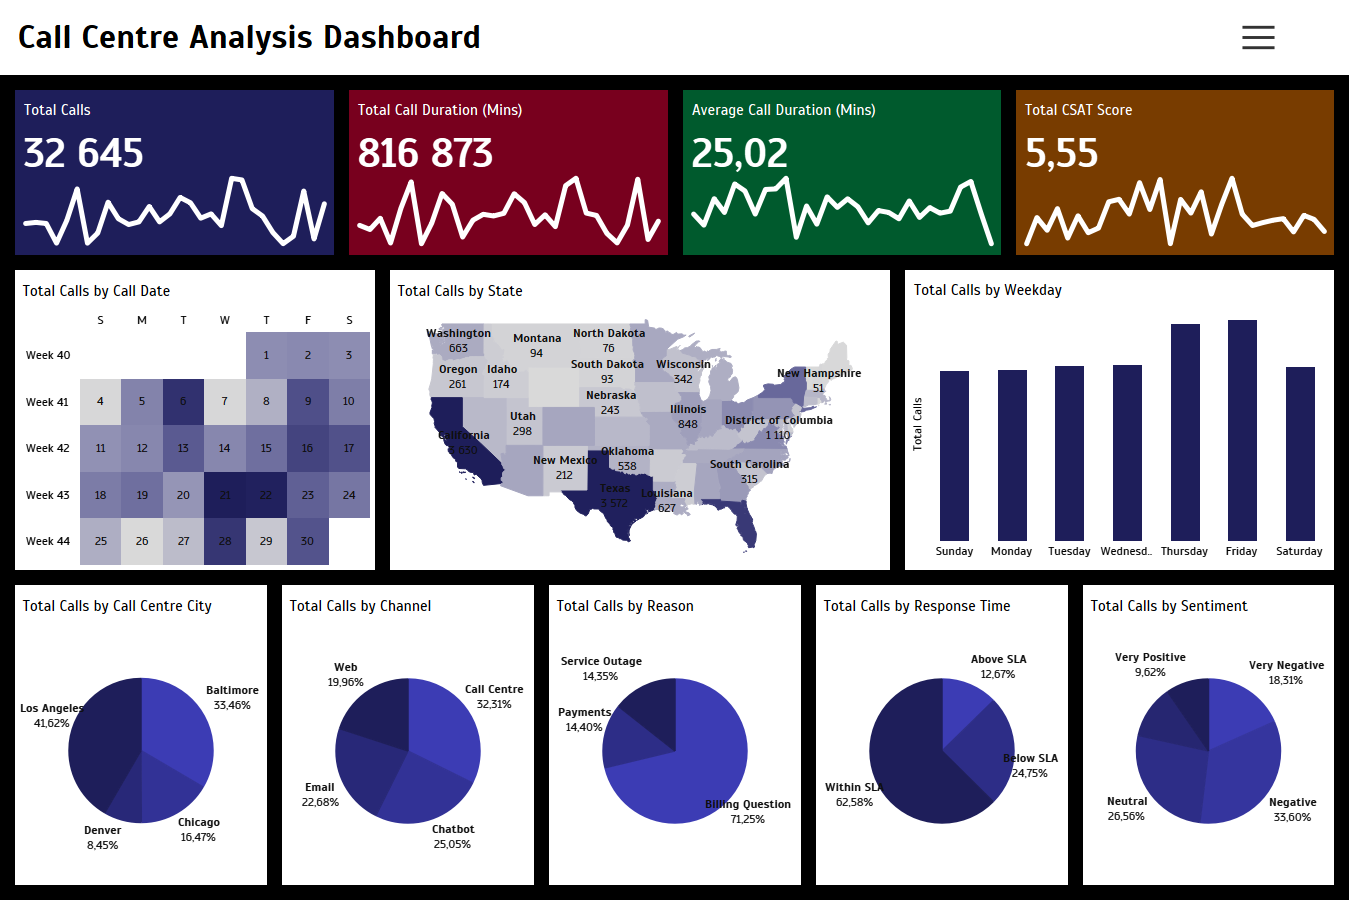 Call Centre Analysis Dashboard
Total Calls
32 645
Total Call Duration (Mins)
816 873
Average Call Duration (Mins)
25,02
Total CSAT Score
5,55
Total Calls by Call Date
S M T W T F S
Week 40 1 2 3
Week 41 4 5 6 7 8 9 10
Week 42 11 12 13 14 15 16 17
Week 43 18 19 20 21 22 23 24
Week 44 25 26 27 28 29 30
Total Calls by State
Washington
663
Montana
94
North Dakota
76
Oregon
261
Idaho
174
South Dakota
93
Wisconsin
342
New Hampshire
51
Nebraska
243
Utah
298
Illinois
848
District of Columbia
1 110
California
3 630
Oklahoma
538
New Mexico
212
South Carolina
315
Texas
3 572
Louisiana
627
Total Calls by Weekday
Total Calls
Sunday Monday Tuesday Wednesd.. Thursday Friday Saturday
Total Calls by Call Centre City
Baltimore
33,46%
Los Angeles
41,62%
Chicago
16,47%
Denver
8,45%
Total Calls by Channel
Web
19,96%
Call Centre
32,31%
Email
22,68%
Chatbot
25,05%
Total Calls by Reason
Service Outage
14,35%
Payments
14,40%
Billing Question
71,25%
Total Calls by Response Time
Above SLA
12,67%
Below SLA
24,75%
Within SLA
62,58%
Total Calls by Sentiment
Very Positive
9,62%
Very Negative
18,31%
Neutral
26,56%
Negative
33,60%